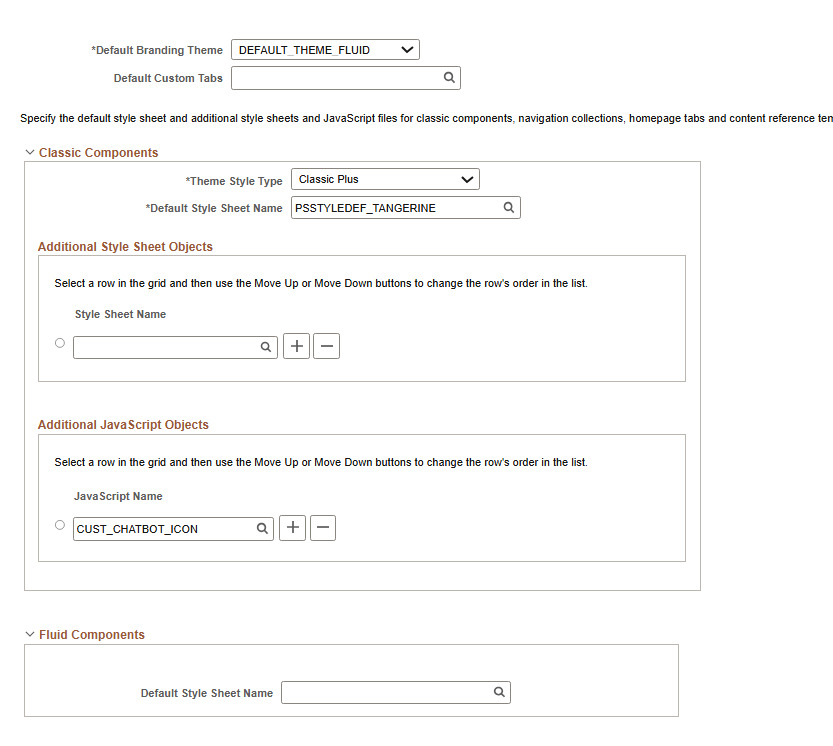 *Default Branding Theme DEFAULT_THEME_FLUID
Default Custom Tabs
Specify the default style sheet and additional style sheets and JavaScript files for classic components, navigation collections, homepage tabs and content reference
Classic Components
*Theme Style Type Classic Plus
*Default Style Sheet Name PSSTYLEDEF_TANGERINE
Additional Style Sheet Objects
Select a row in the grid and then use the Move Up or Move Down buttons to change the row's order in the list.
Style Sheet Name
Additional JavaScript Objects
Select a row in the grid and then use the Move Up or Move Down buttons to change the row's order in the list.
JavaScript Name
CUST_CHATBOT_ICON
Fluid Components
Default Style Sheet Name